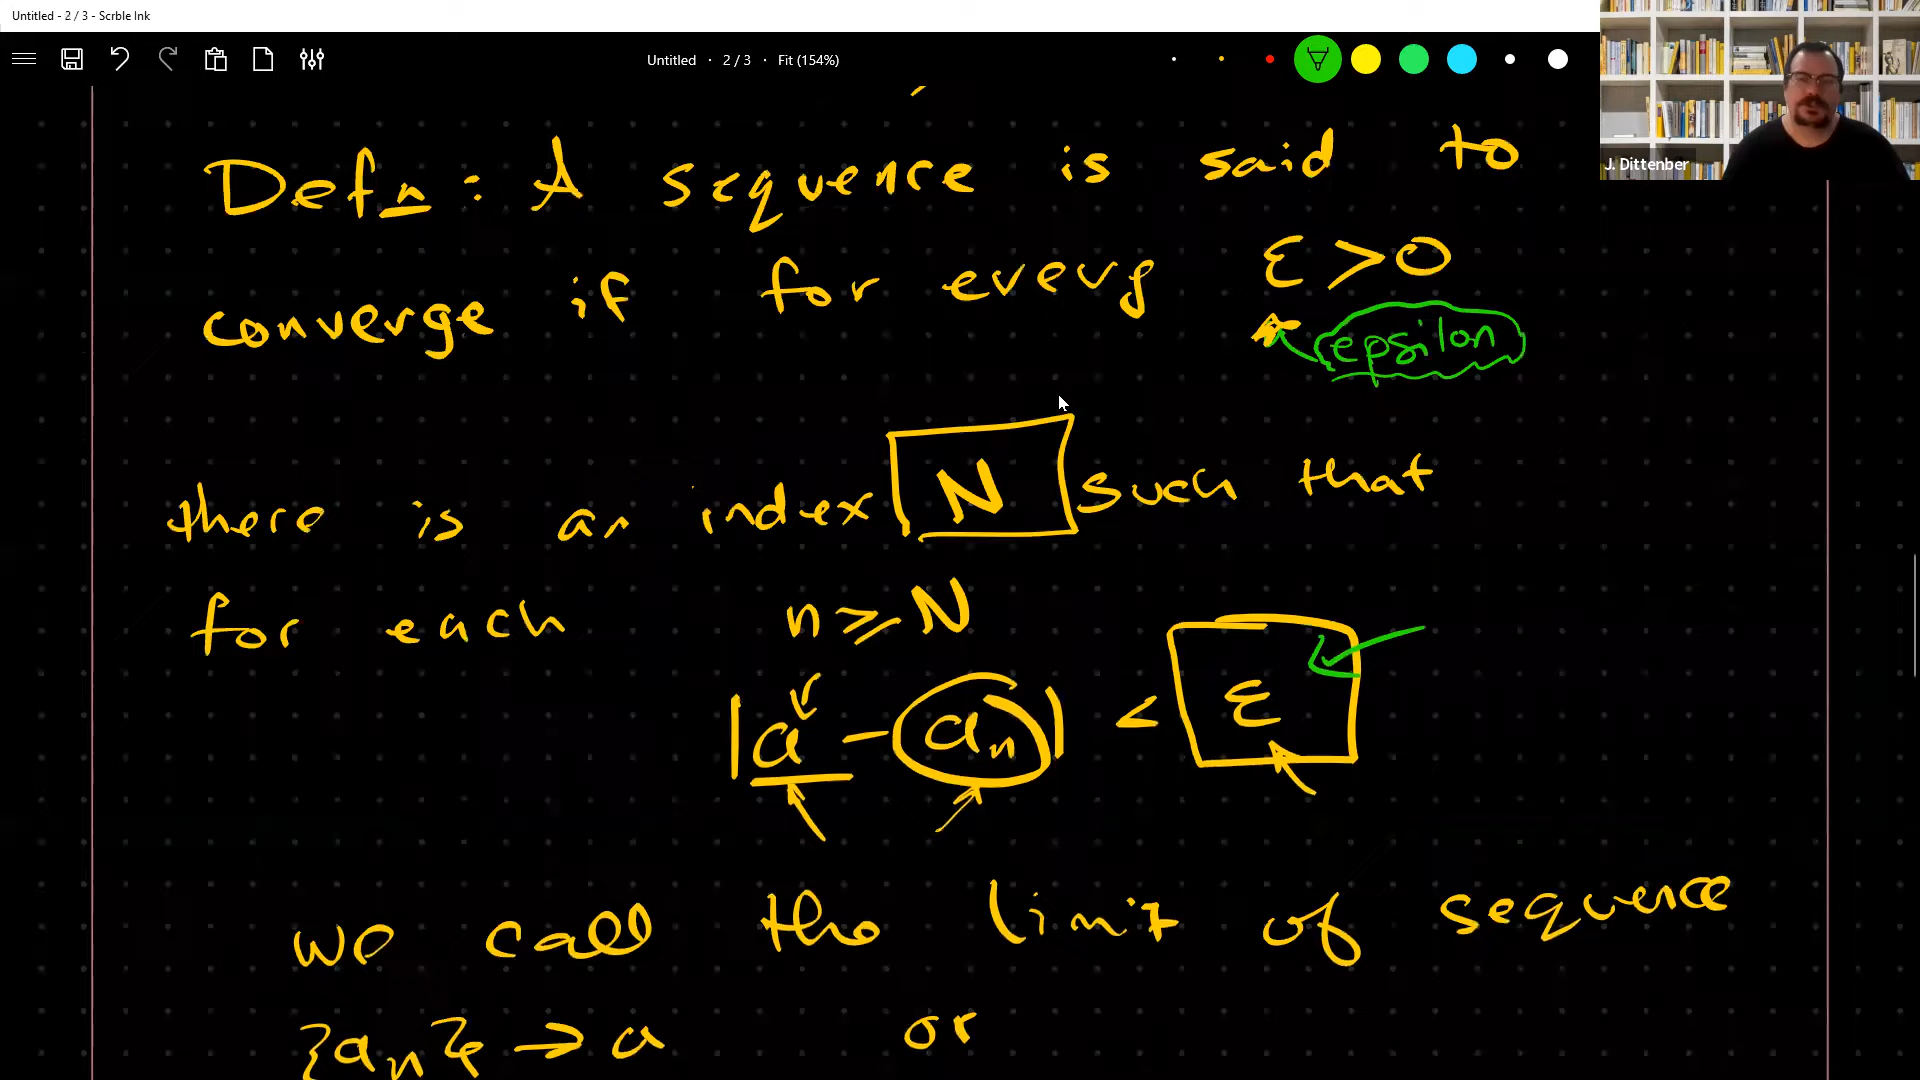 Untitled - 2 / 3 - Scrble Ink
Untitled · 2 / 3 · Fit (154%)
J. Dittenber
Defn : A sequence is said to
converge if for every ε > 0
epsilon
there is an index N such that
for each n ≥ N
|a - aₙ| < ε
we call the limit of sequence
{aₙ} → a or